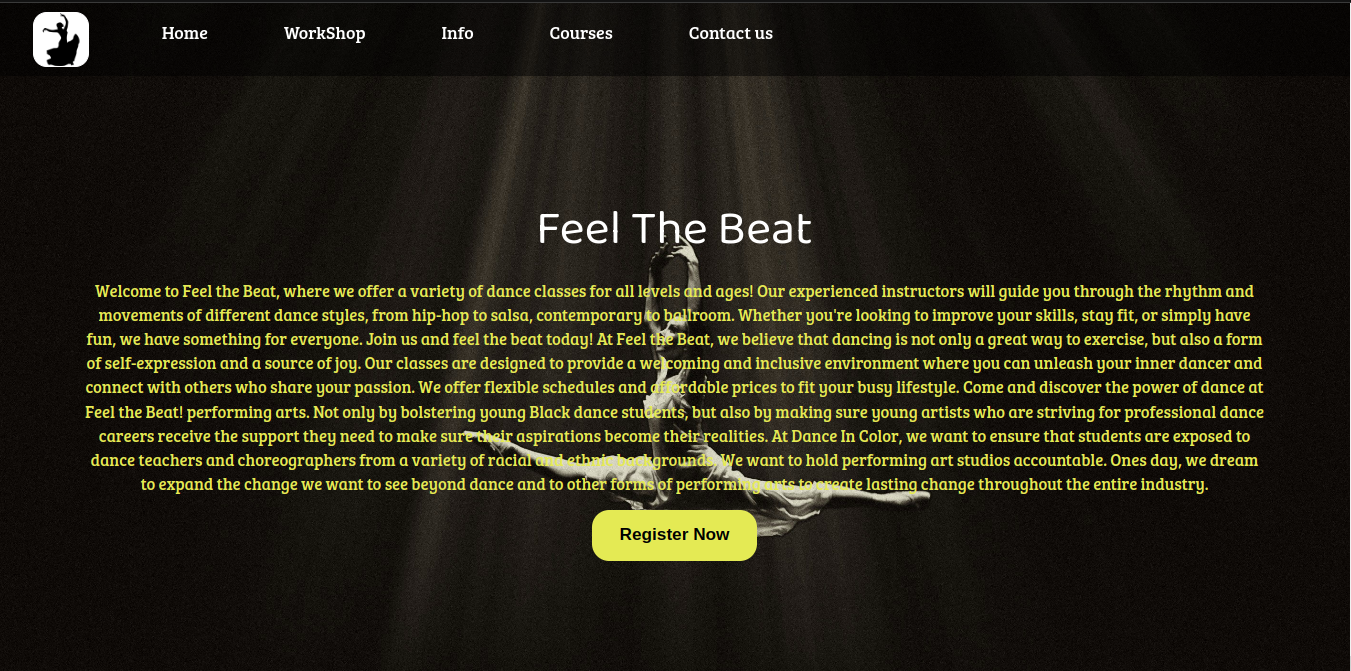 Home WorkShop Info Courses Contact us
Feel The Beat
Welcome to Feel the Beat, where we offer a variety of dance classes for all levels and ages! Our experienced instructors will guide you through the rhythm and
movements of different dance styles, from hip-hop to salsa, contemporary to ballroom. Whether you're looking to improve your skills, stay fit, or simply have
fun, we have something for everyone. Join us and feel the beat today! At Feel the Beat, we believe that dancing is not only a great way to exercise, but also a form
of self-expression and a source of joy. Our classes are designed to provide a welcoming and inclusive environment where you can unleash your inner dancer and
connect with others who share your passion. We offer flexible schedules and affordable prices to fit your busy lifestyle. Come and discover the power of dance at
Feel the Beat! performing arts. Not only by bolstering young Black dance students, but also by making sure young artists who are striving for professional dance
careers receive the support they need to make sure their aspirations become their realities. At Dance In Color, we want to ensure that students are exposed to
dance teachers and choreographers from a variety of racial and ethnic backgrounds. We want to hold performing art studios accountable. Ones day, we dream
to expand the change we want to see beyond dance and to other forms of performing arts to create lasting change throughout the entire industry.
Register Now